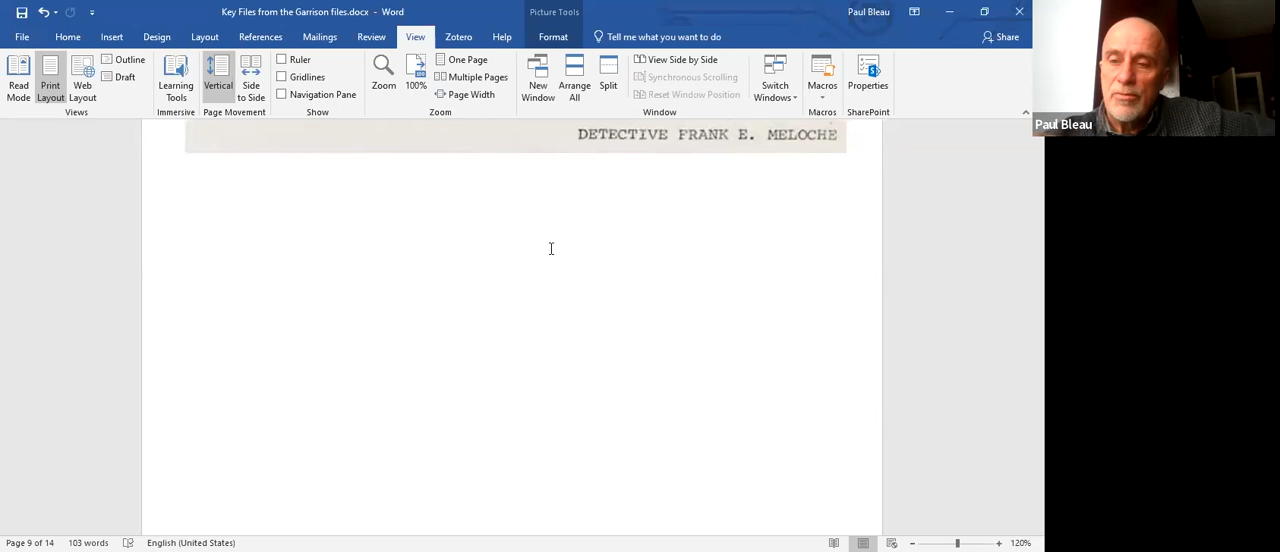 Key Files from the Garrison files.docx - Word
Picture Tools
Paul Bleau
File Home Insert Design Layout References Mailings Review View Zotero Help Format Tell me what you want to do Share
Read Mode
Print Layout
Web Layout
Outline
Draft
Views
Learning Tools
Immersive
Vertical
Side to Side
Page Movement
Ruler
Gridlines
Navigation Pane
Show
Zoom
100
100%
One Page
Multiple Pages
Page Width
Zoom
New Window
Arrange All
Split
View Side by Side
Synchronous Scrolling
Reset Window Position
Window
Switch Windows
Macros
Macros
Properties
SharePoint
Paul Bleau
DETECTIVE FRANK E. MELOCHE
Page 9 of 14 103 words English (United States) 120%